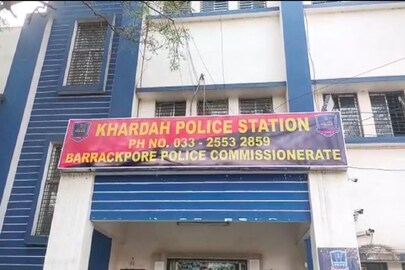 KHARDAH POLICE STATION
PH NO. 033 - 2553 2859
BARRACKPORE POLICE COMMISSIONERATE